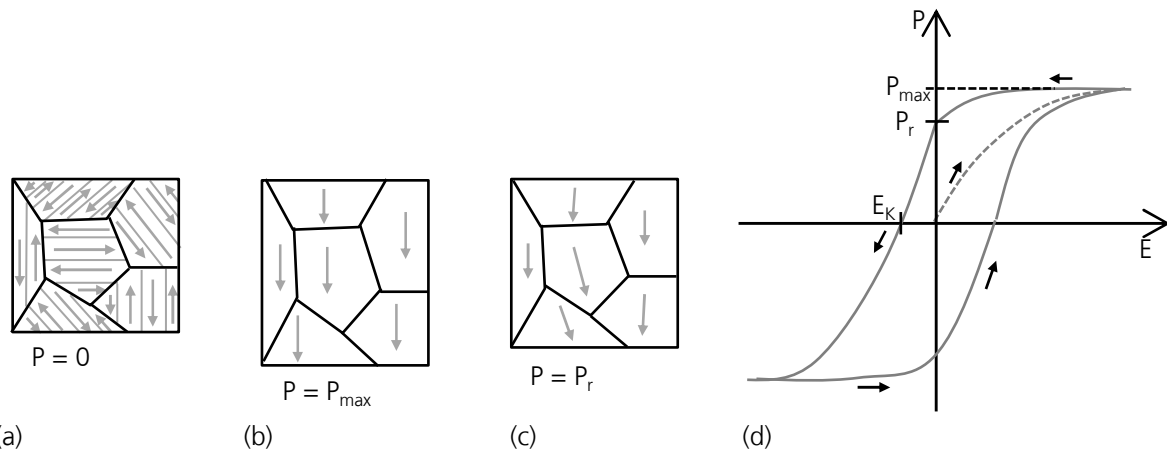 P
P_max
P_r
E_K
E
P = 0
P = P_max
P = P_r
(a)
(b)
(c)
(d)